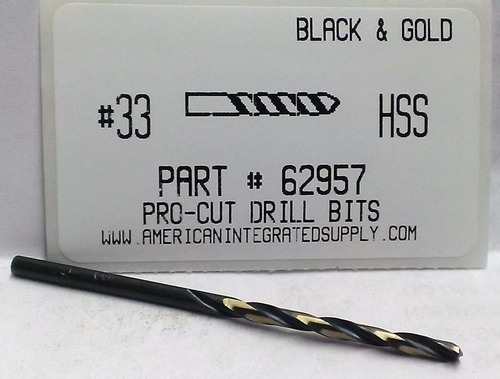 BLACK & GOLD
#33 HSS
PART # 62957
PRO-CUT DRILL BITS
WWW.AMERICANINTEGRATEDSUPPLY.COM